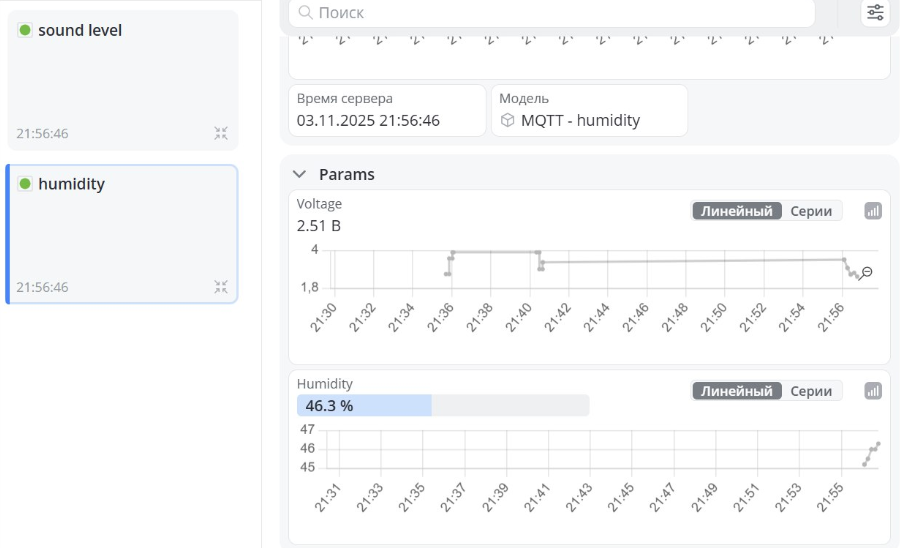 sound level
21:56:46
humidity
21:56:46
Поиск
Время сервера
03.11.2025 21:56:46
Модель
MQTT - humidity
Params
Voltage
2.51 В
Линейный Серии
4
1,8
21:30 21:32 21:34 21:36 21:38 21:40 21:42 21:44 21:46 21:48 21:50 21:52 21:54 21:56
Humidity
46.3 %
Линейный Серии
47
46
45
21:31 21:33 21:35 21:37 21:39 21:41 21:43 21:45 21:47 21:49 21:51 21:53 21:55